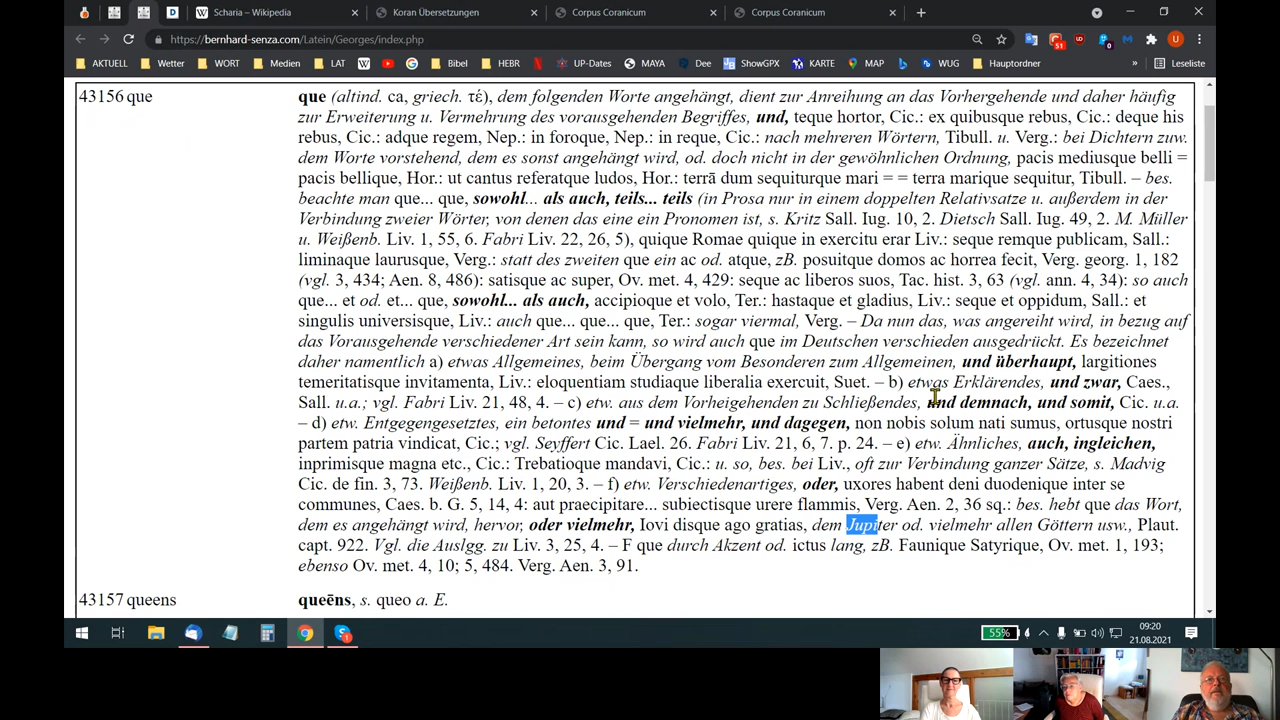 Scharia – Wikipedia
Koran Übersetzungen
Corpus Coranicum
Corpus Coranicum
https://bernhard-senza.com/Latein/Georges/index.php
AKTUELL Wetter WORT Medien LAT Bibel HEBR UP-Dates MAYA Dee ShowGPX KARTE MAP WUG Hauptordner » Leseliste
43156 que
que (altind. ca, griech. τέ), dem folgenden Worte angehängt, dient zur Anreihung an das Vorhergehende und daher häufig
zur Erweiterung u. Vermehrung des vorausgehenden Begriffes, und, teque hortor, Cic.: ex quibusque rebus, Cic.: deque his
rebus, Cic.: adque regem, Nep.: in foroque, Nep.: in reque, Cic.: nach mehreren Wörtern, Tibull. u. Verg.: bei Dichtern zuw.
dem Worte vorstehend, dem es sonst angehängt wird, od. doch nicht in der gewöhnlichen Ordnung, pacis mediusque belli =
pacis bellique, Hor.: ut cantus referatque ludos, Hor.: terrā dum sequiturque mari = = terra marique sequitur, Tibull. – bes.
beachte man que... que, sowohl... als auch, teils... teils (in Prosa nur in einem doppelten Relativsatze u. außerdem in der
Verbindung zweier Wörter, von denen das eine ein Pronomen ist, s. Kritz Sall. Iug. 10, 2. Dietsch Sall. Iug. 49, 2. M. Müller
u. Weißenb. Liv. 1, 55, 6. Fabri Liv. 22, 26, 5), quique Romae quique in exercitu erar Liv.: seque remque publicam, Sall.:
liminaque laurusque, Verg.: statt des zweiten que ein ac od. atque, zB. posuitque domos ac horrea fecit, Verg. georg. 1, 182
(vgl. 3, 434; Aen. 8, 486): satisque ac super, Ov. met. 4, 429: seque ac liberos suos, Tac. hist. 3, 63 (vgl. ann. 4, 34): so auch
que... et od. et... que, sowohl... als auch, accipioque et volo, Ter.: hastaque et gladius, Liv.: seque et oppidum, Sall.: et
singulis universisque, Liv.: auch que... que... que, Ter.: sogar viermal, Verg. – Da nun das, was angereiht wird, in bezug auf
das Vorausgehende verschiedener Art sein kann, so wird auch que im Deutschen verschieden ausgedrückt. Es bezeichnet
daher namentlich a) etwas Allgemeines, beim Übergang vom Besonderen zum Allgemeinen, und überhaupt, largitiones
temeritatisque invitamenta, Liv.: eloquentiam studiaque liberalia exercuit, Suet. – b) etwas Erklärendes, und zwar, Caes.,
Sall. u.a.; vgl. Fabri Liv. 21, 48, 4. – c) etw. aus dem Vorheigehenden zu Schließendes, und demnach, und somit, Cic. u.a.
– d) etw. Entgegengesetztes, ein betontes und = und vielmehr, und dagegen, non nobis solum nati sumus, ortusque nostri
partem patria vindicat, Cic.; vgl. Seyffert Cic. Lael. 26. Fabri Liv. 21, 6, 7. p. 24. – e) etw. Ähnliches, auch, ingleichen,
inprimisque magna etc., Cic.: Trebatioque mandavi, Cic.: u. so, bes. bei Liv., oft zur Verbindung ganzer Sätze, s. Madvig
Cic. de fin. 3, 73. Weißenb. Liv. 1, 20, 3. – f) etw. Verschiedenartiges, oder, uxores habent deni duodenique inter se
communes, Caes. b. G. 5, 14, 4: aut praecipitare... subiectisque urere flammis, Verg. Aen. 2, 36 sq.: bes. hebt que das Wort,
dem es angehängt wird, hervor, oder vielmehr, Iovi disque ago gratias, dem Jupiter od. vielmehr allen Göttern usw., Plaut.
capt. 922. Vgl. die Auslgg. zu Liv. 3, 25, 4. – F que durch Akzent od. ictus lang, zB. Faunique Satyrique, Ov. met. 1, 193;
ebenso Ov. met. 4, 10; 5, 484. Verg. Aen. 3, 91.
43157 queens
queēns, s. queo a. E.
55%
09:20
21.08.2021